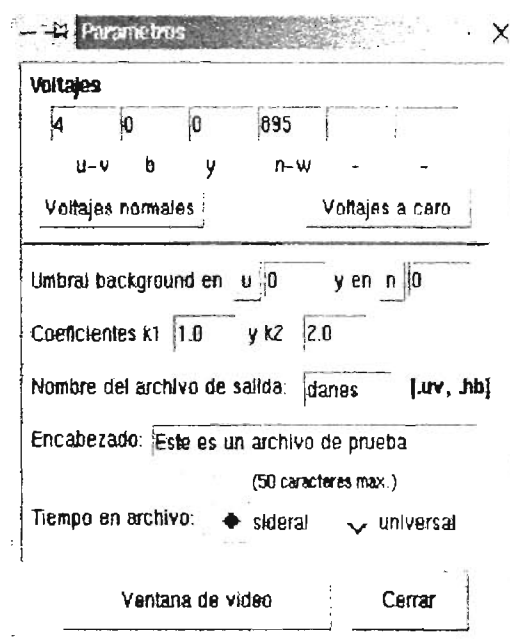 Parametros
Voltajes
4 0 0 895
u-v b y n-w - -
Voltajes normales Voltajes a cero
Umbral background en u 0 y en n 0
Coeficientes k1 1.0 y k2 2.0
Nombre del archivo de salida: danes [.uv, .hb]
Encabezado: Este es un archivo de prueba
(50 caracteres max.)
Tiempo en archivo: sideral universal
Ventana de video Cerrar